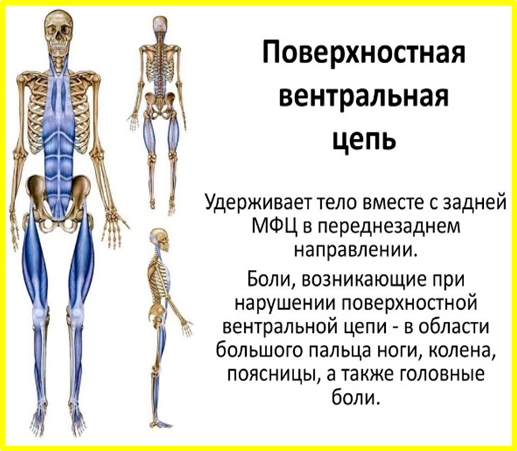 Поверхностная
вентральная
цепь
Удерживает тело вместе с задней
МФЦ в переднезаднем
направлении.
Боли, возникающие при
нарушении поверхностной
вентральной цепи - в области
большого пальца ноги, колена,
поясницы, а также головные
боли.